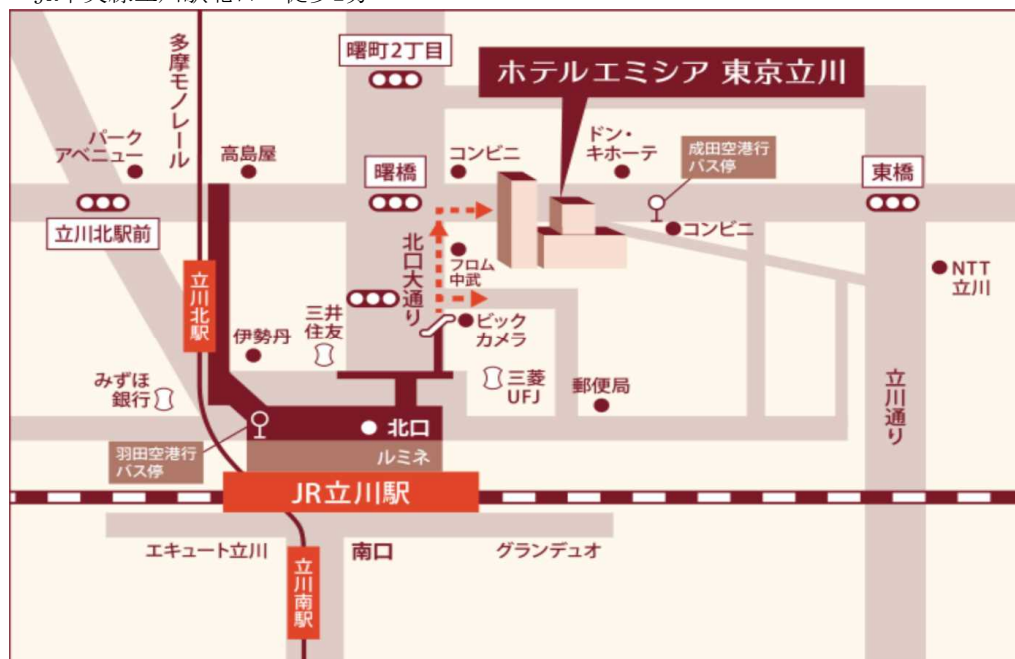 多摩モノレール
曙町2丁目
ホテルエミシア 東京立川
パーク
アベニュー
高島屋
曙橋
コンビニ
ドン・
キホーテ
成田空港行
バス停
東橋
立川北駅前
北口大通り
フロム
中武
コンビニ
NTT
立川
立川北駅
伊勢丹
三井
住友
ビック
カメラ
みずほ
銀行
三菱
UFJ
郵便局
立川通り
北口
羽田空港行
バス停
ルミネ
JR立川駅
エキュート立川
南口
グランデュオ
立川南駅